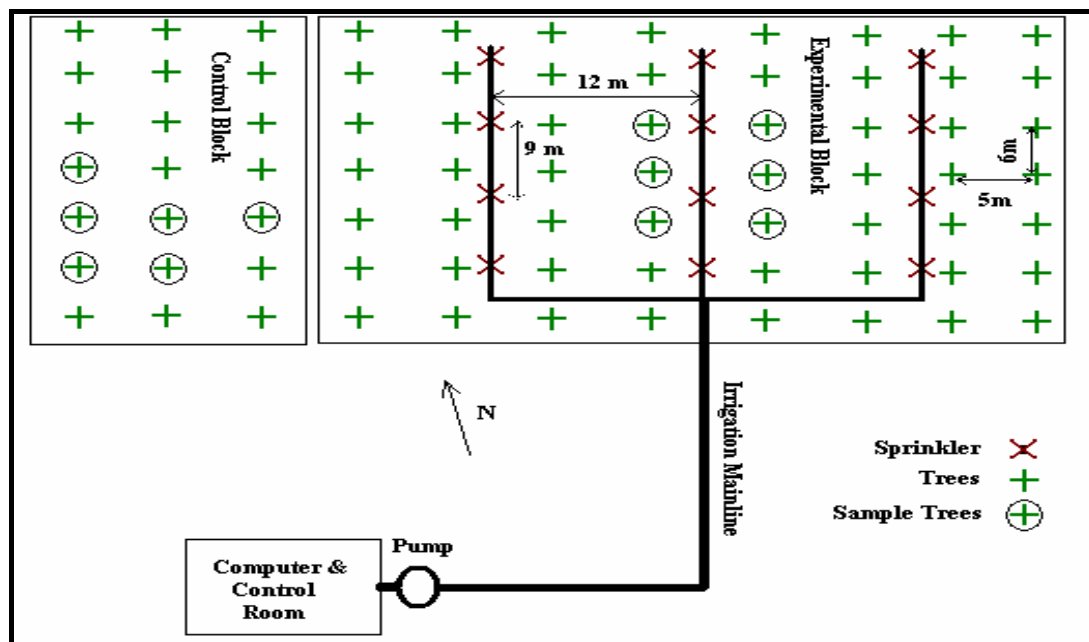 Control Block
Experimental Block
12 m
9 m
6m
5m
N
Irrigation Mainline
Sprinkler
Trees
Sample Trees
Pump
Computer &
Control
Room